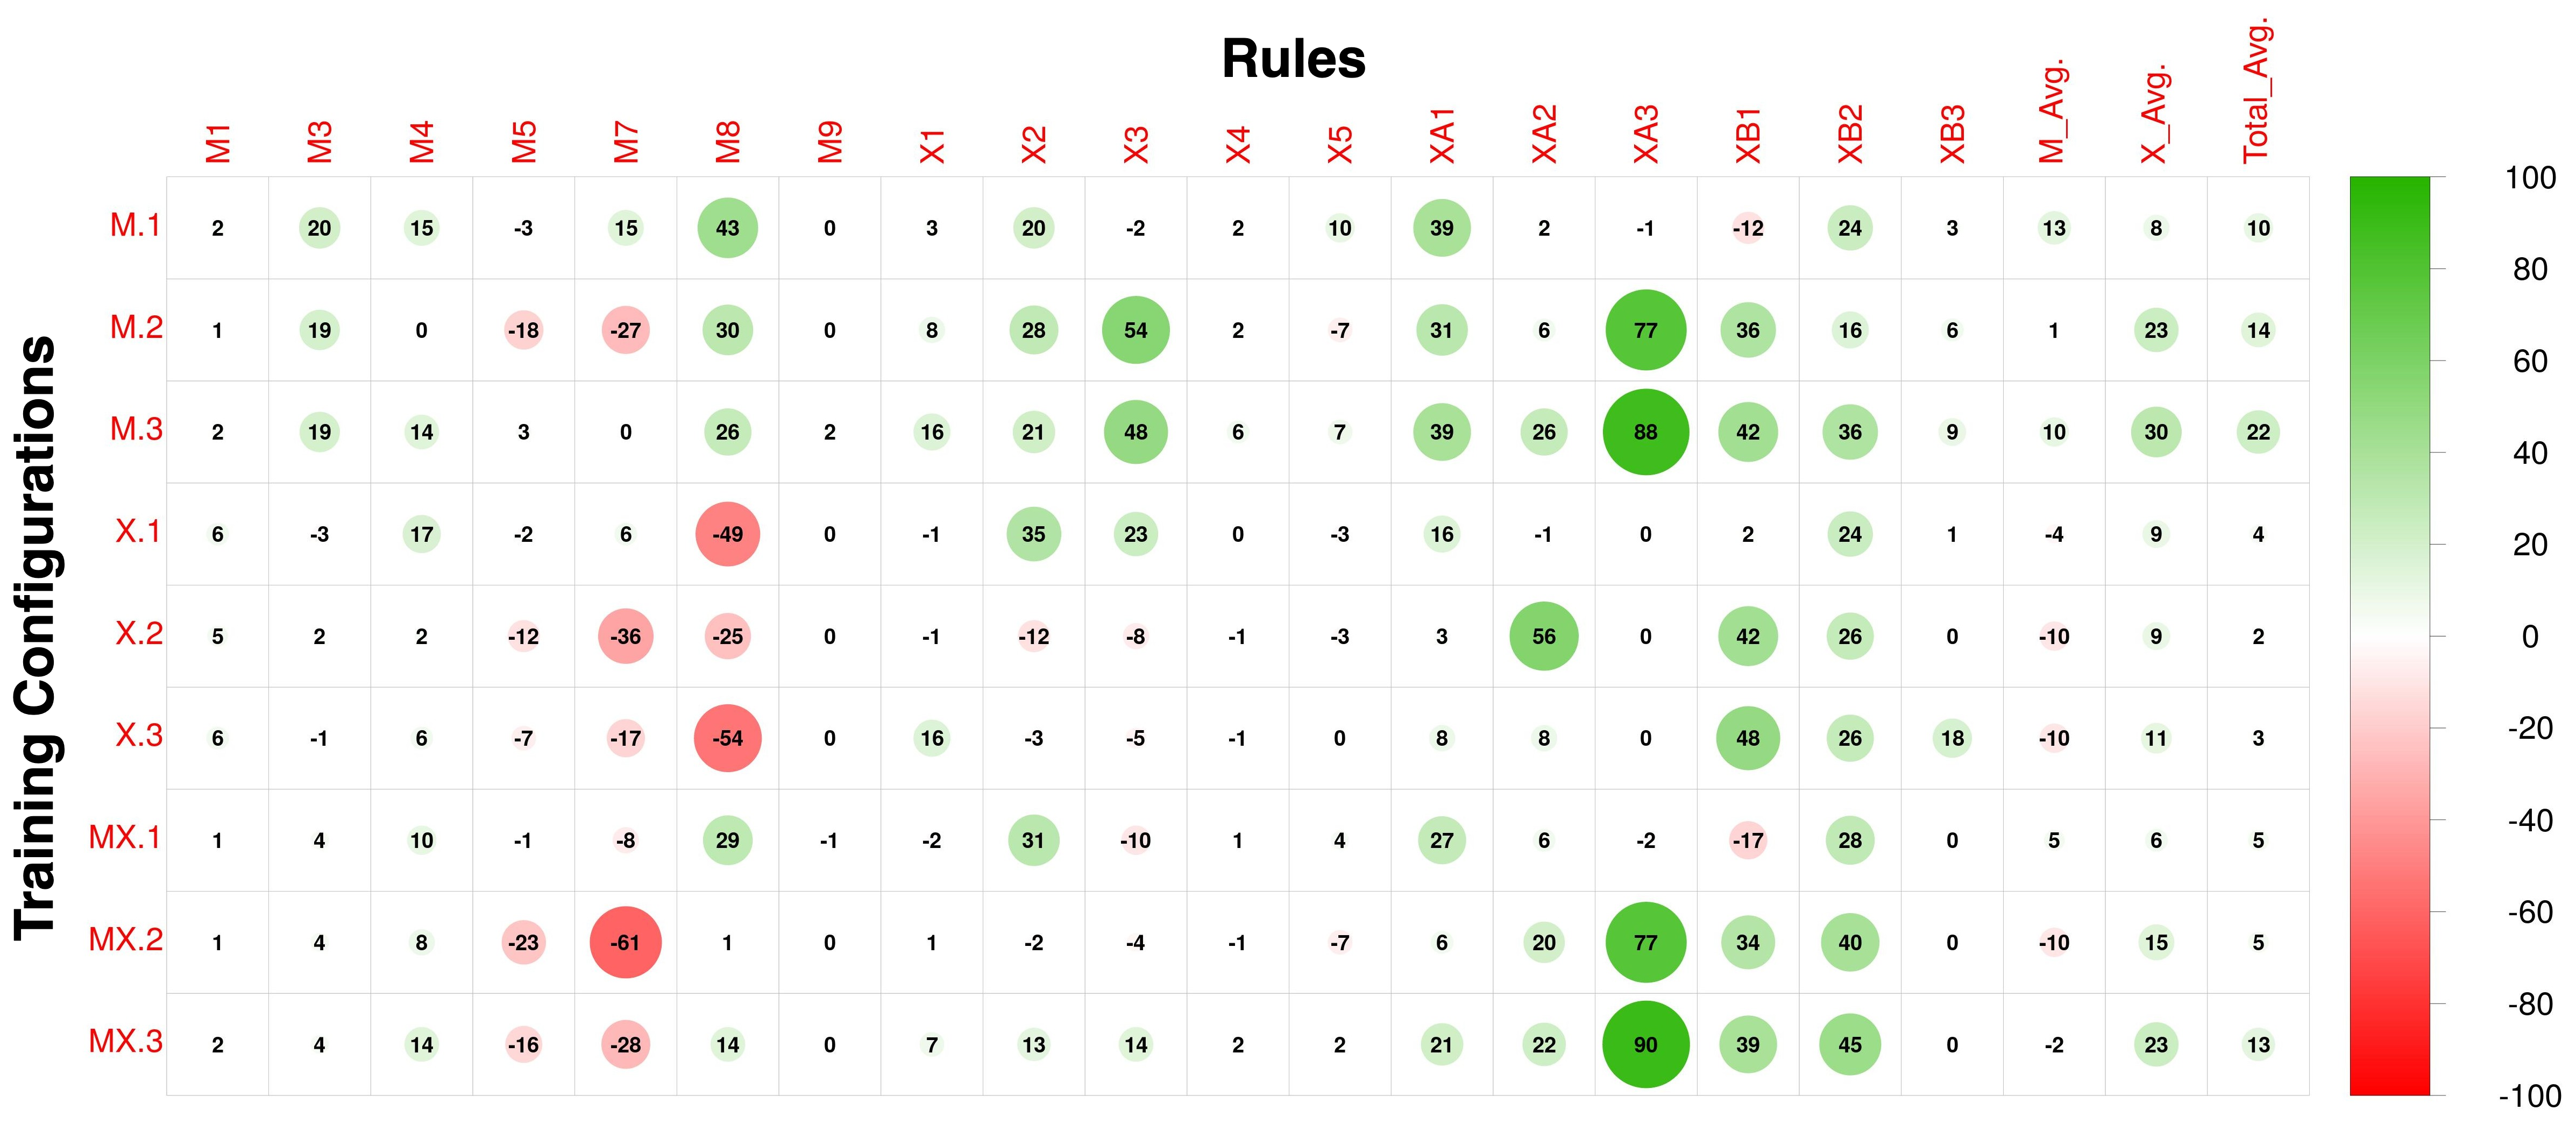 Rules
M1 M3 M4 M5 M7 M8 M9 X1 X2 X3 X4 X5 XA1 XA2 XA3 XB1 XB2 XB3 M_Avg. X_Avg. Total_Avg.
Training Configurations
M.1 2 20 15 -3 15 43 0 3 20 -2 2 10 39 2 -1 -12 24 3 13 8 10
M.2 1 19 0 -18 -27 30 0 8 28 54 2 -7 31 6 77 36 16 6 1 23 14
M.3 2 19 14 3 0 26 2 16 21 48 6 7 39 26 88 42 36 9 10 30 22
X.1 6 -3 17 -2 6 -49 0 -1 35 23 0 -3 16 -1 0 2 24 1 -4 9 4
X.2 5 2 2 -12 -36 -25 0 -1 -12 -8 -1 -3 3 56 0 42 26 0 -10 9 2
X.3 6 -1 6 -7 -17 -54 0 16 -3 -5 -1 0 8 8 0 48 26 18 -10 11 3
MX.1 1 4 10 -1 -8 29 -1 -2 31 -10 1 4 27 6 -2 -17 28 0 5 6 5
MX.2 1 4 8 -23 -61 1 0 1 -2 -4 -1 -7 6 20 77 34 40 0 -10 15 5
MX.3 2 4 14 -16 -28 14 0 7 13 14 2 2 21 22 90 39 45 0 -2 23 13
100
80
60
40
20
0
-20
-40
-60
-80
-100